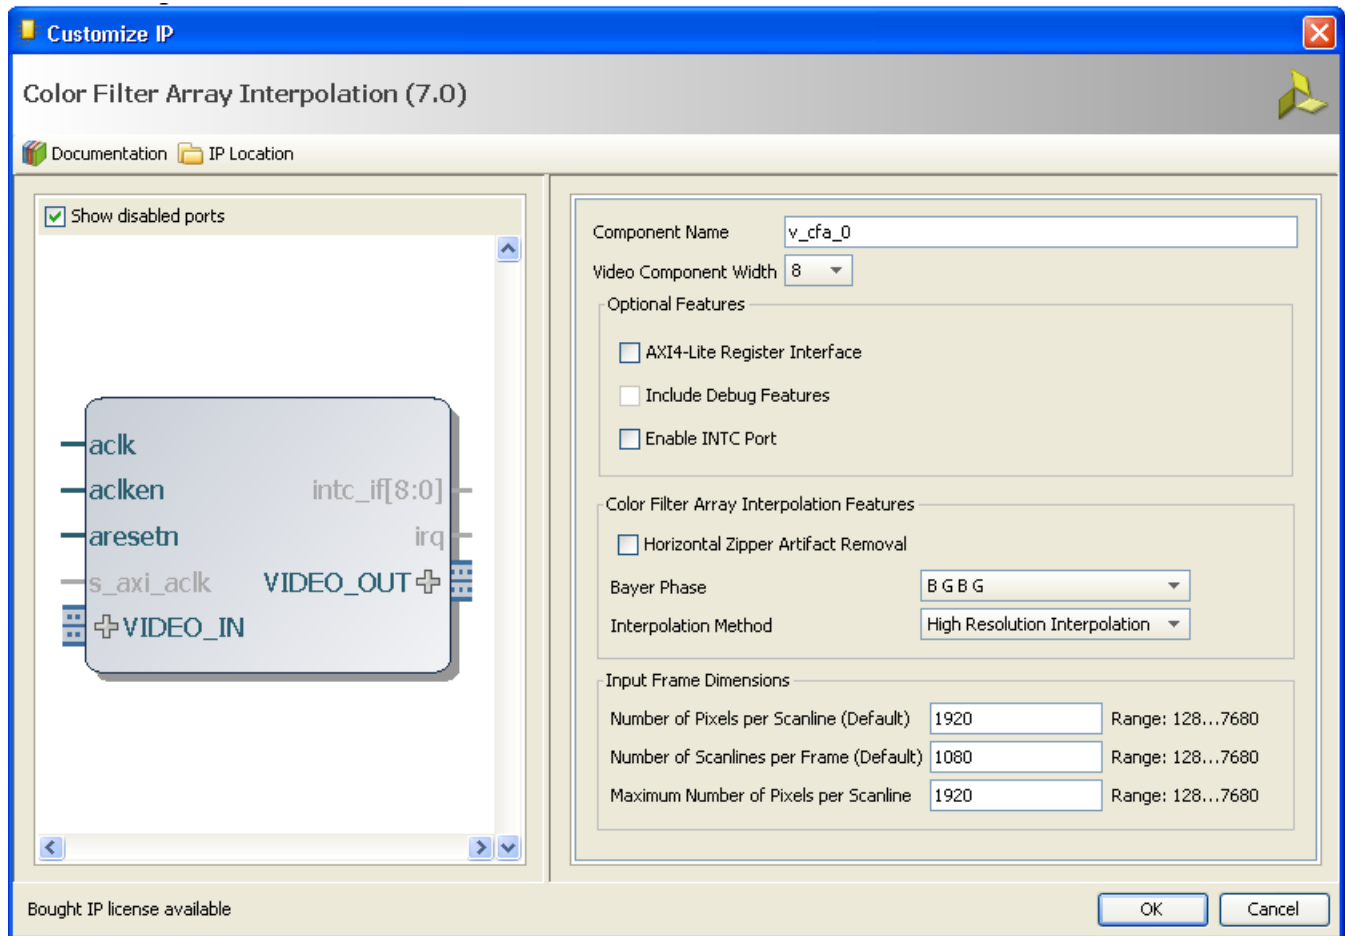 Customize IP
Color Filter Array Interpolation (7.0)
Documentation IP Location
Show disabled ports
aclk
aclken
intc_if[8:0]
aresetn
irq
s_axi_aclk
VIDEO_OUT
VIDEO_IN
Component Name v_cfa_0
Video Component Width 8
Optional Features
AXI4-Lite Register Interface
Include Debug Features
Enable INTC Port
Color Filter Array Interpolation Features
Horizontal Zipper Artifact Removal
Bayer Phase B G B G
Interpolation Method High Resolution Interpolation
Input Frame Dimensions
Number of Pixels per Scanline (Default) 1920 Range: 128...7680
Number of Scanlines per Frame (Default) 1080 Range: 128...7680
Maximum Number of Pixels per Scanline 1920 Range: 128...7680
Bought IP license available
OK Cancel